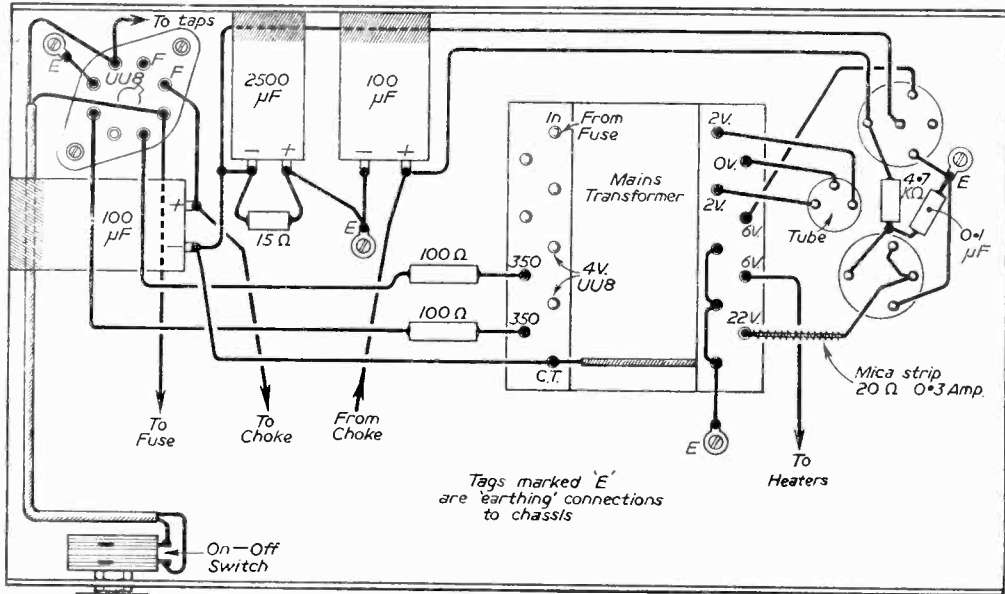 To taps
E
UU8
F
F
2500
µF
100
µF
In
From
Fuse
Mains
Transformer
2V.
0V.
2V.
Tube
6V.
6V.
22V.
4·7
KΩ
E
0·1
µF
100
µF
+
−
− +
− +
15 Ω
E
100 Ω
350
4V.
UU8
100 Ω
350
C.T.
Mica strip
20 Ω 0·3 Amp.
To
Fuse
To
Choke
From
Choke
E
To
Heaters
Tags marked 'E'
are 'earthing' connections
to chassis
On—Off
Switch